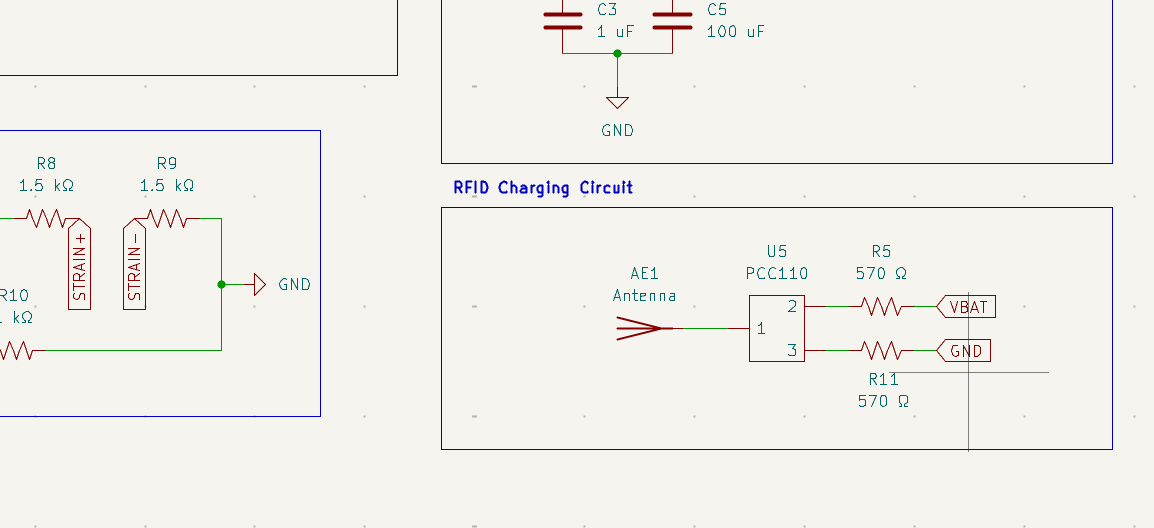 C3
1 uF
C5
100 uF
GND
R8
1.5 kΩ
R9
1.5 kΩ
STRAIN+
STRAIN-
GND
R10
kΩ
RFID Charging Circuit
AE1
Antenna
U5
PCC110
1
2
3
R5
570 Ω
VBAT
GND
R11
570 Ω